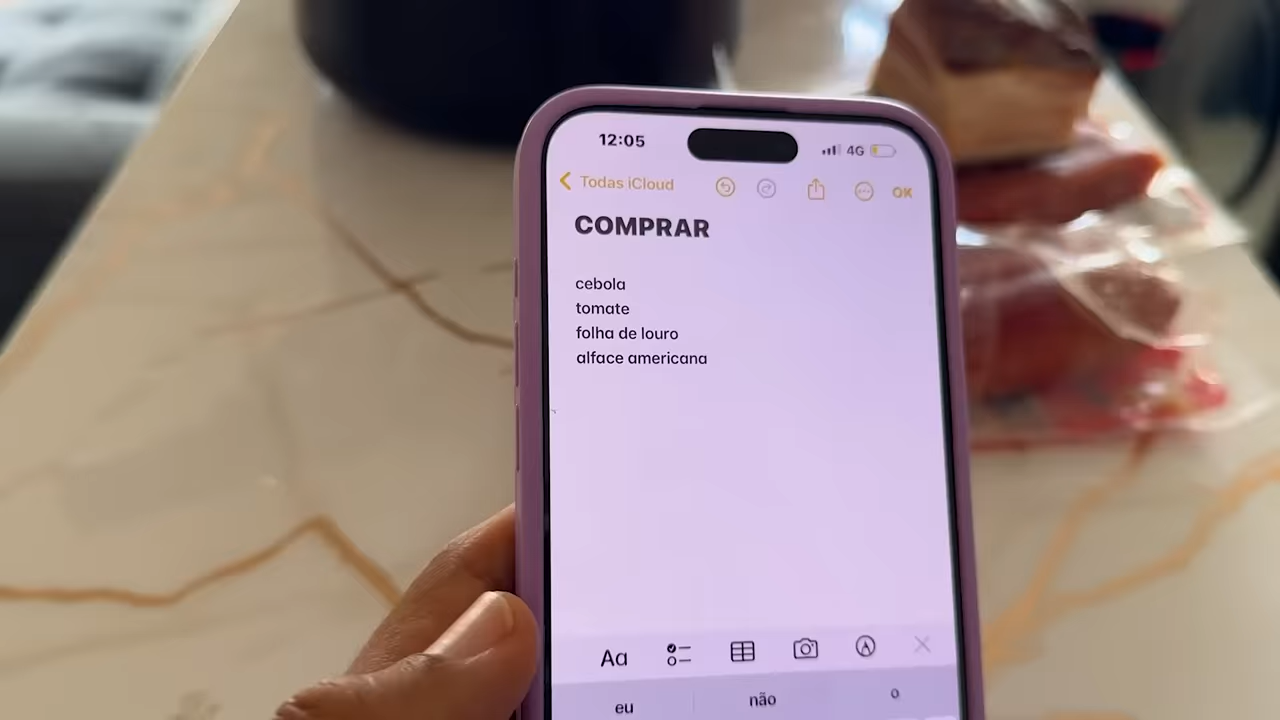 12:05 4G
Todas iCloud OK
COMPRAR
cebola
tomate
folha de louro
alface americana
Aa
eu não o